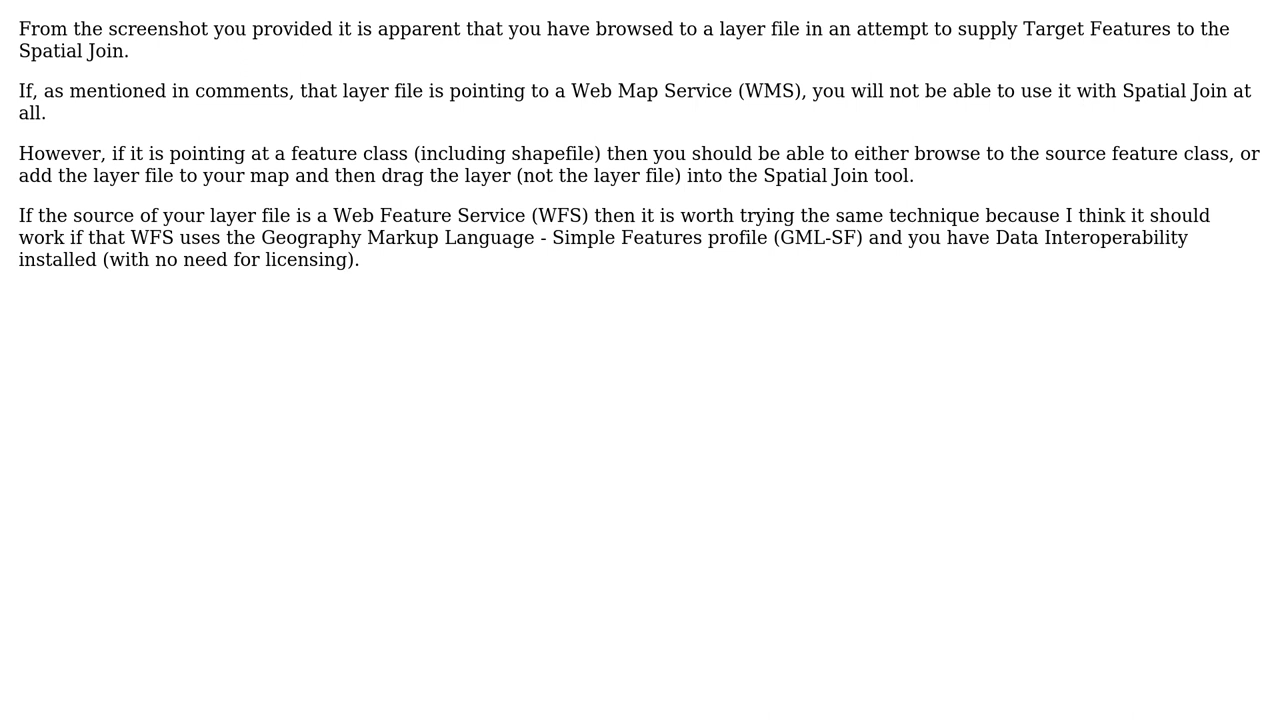 From the screenshot you provided it is apparent that you have browsed to a layer file in an attempt to supply Target Features to the
Spatial Join.
If, as mentioned in comments, that layer file is pointing to a Web Map Service (WMS), you will not be able to use it with Spatial Join at
all.
However, if it is pointing at a feature class (including shapefile) then you should be able to either browse to the source feature class, or
add the layer file to your map and then drag the layer (not the layer file) into the Spatial Join tool.
If the source of your layer file is a Web Feature Service (WFS) then it is worth trying the same technique because I think it should
work if that WFS uses the Geography Markup Language - Simple Features profile (GML-SF) and you have Data Interoperability
installed (with no need for licensing).